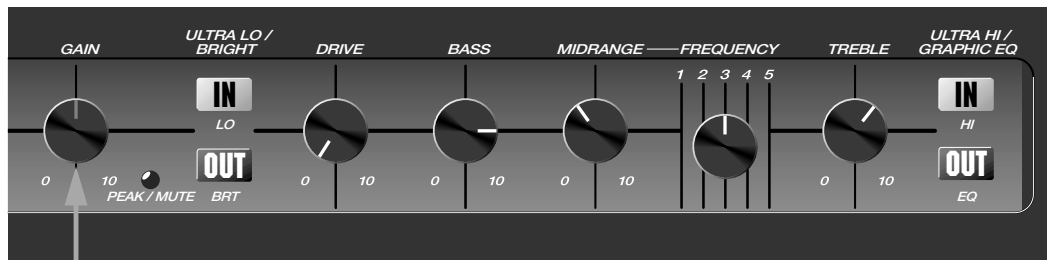 GAIN
ULTRA LO /
BRIGHT
DRIVE
BASS
MIDRANGE
FREQUENCY
TREBLE
ULTRA HI /
GRAPHIC EQ
1 2 3 4 5
IN
LO
OUT
BRT
IN
HI
OUT
EQ
0 10
PEAK / MUTE
0 10
0 10
0 10
0 10